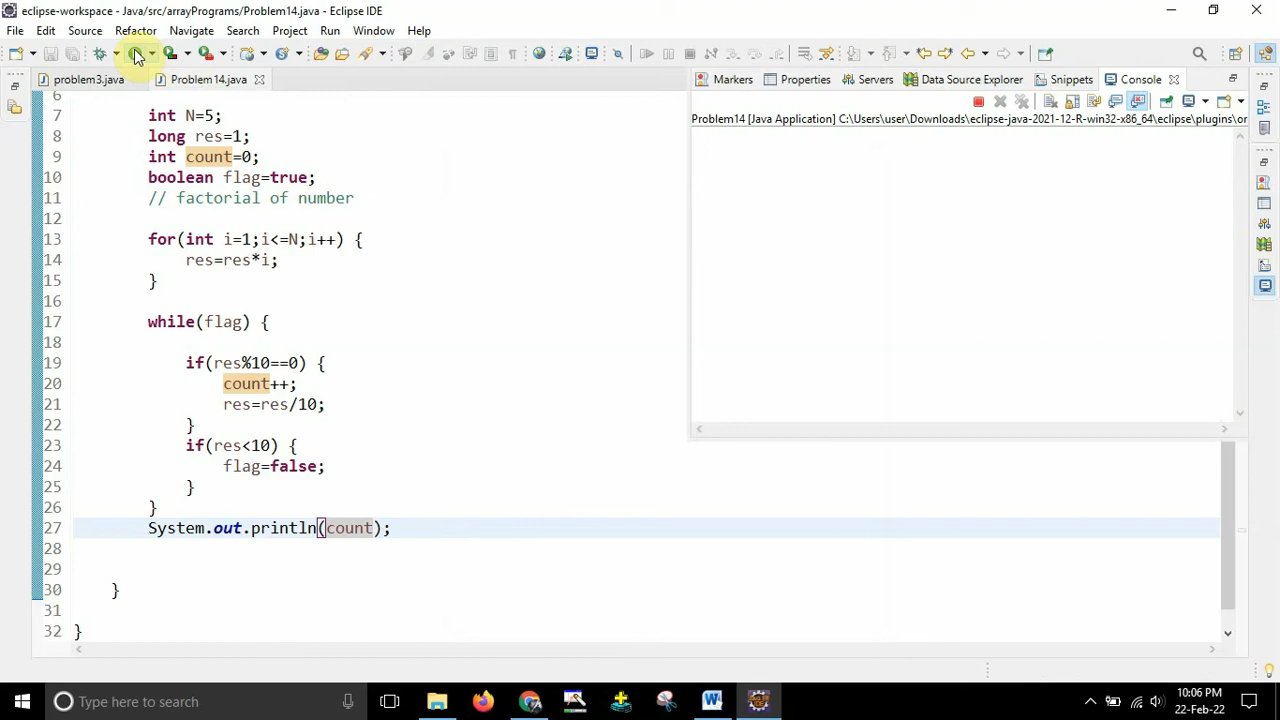 eclipse-workspace - Java/src/arrayPrograms/Problem14.java - Eclipse IDE
File Edit Source Refactor Navigate Search Project Run Window Help
problem3.java Problem14.java Markers Properties Servers Data Source Explorer Snippets Console
Problem14 [Java Application] C:\Users\user\Downloads\eclipse-java-2021-12-R-win32-x86_64\eclipse\plugins\or
6
7 int N=5;
8 long res=1;
9 int count=0;
10 boolean flag=true;
11 // factorial of number
12
13 for(int i=1;i<=N;i++) {
14 res=res*i;
15 }
16
17 while(flag) {
18
19 if(res%10==0) {
20 count++;
21 res=res/10;
22 }
23 if(res<10) {
24 flag=false;
25 }
26 }
27 System.out.println(count);
28
29
30 }
31
32 }
Type here to search
10:06 PM
22-Feb-22